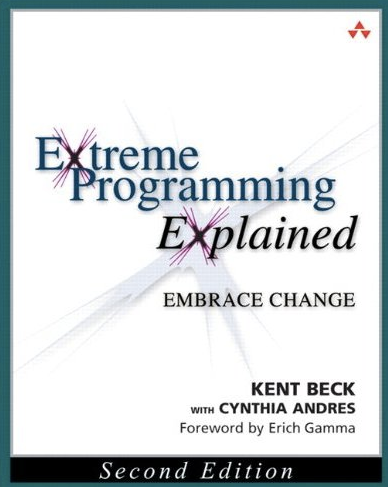 Extreme
Programming
Explained
EMBRACE CHANGE
KENT BECK
WITH CYNTHIA ANDRES
Foreword by Erich Gamma
Second Edition